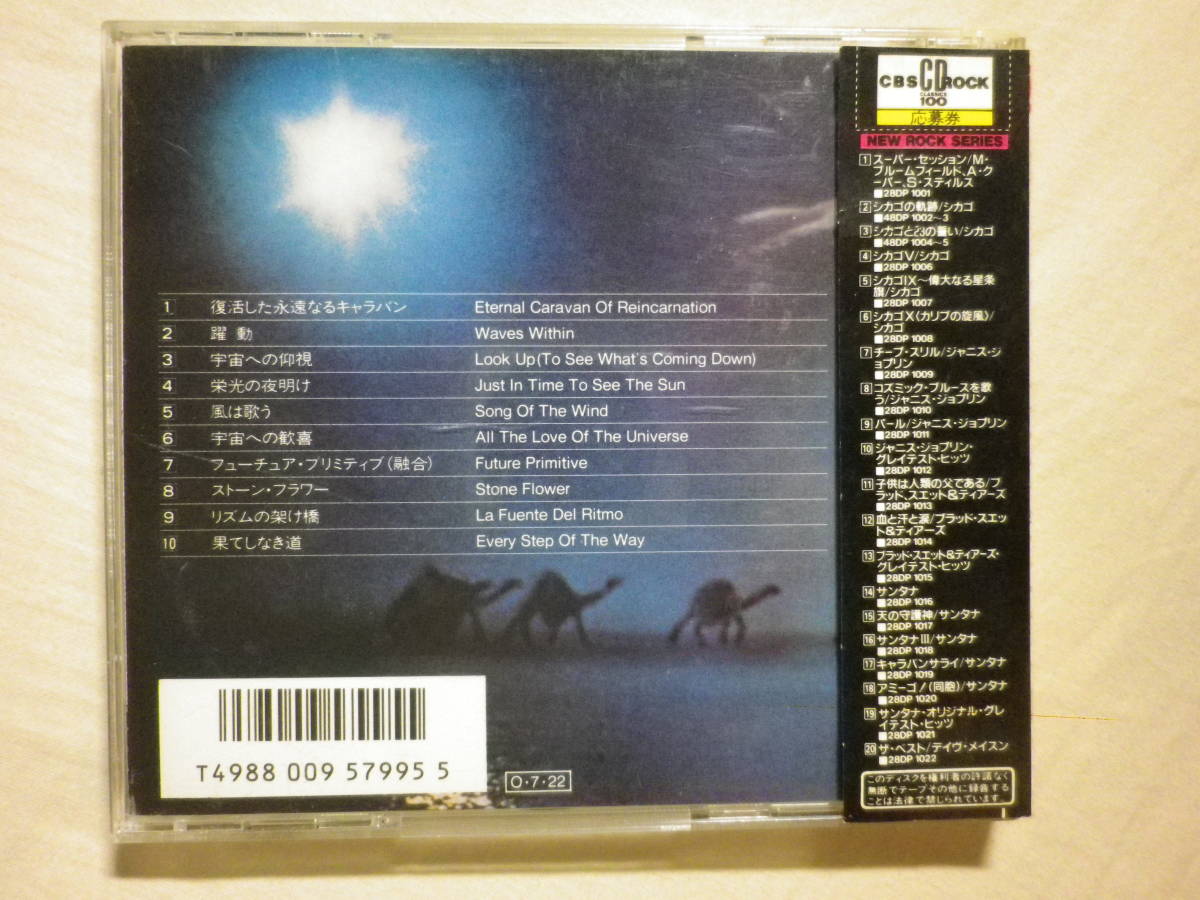 1 復活した永遠なるキャラバン Eternal Caravan Of Reincarnation
2 躍 動 Waves Within
3 宇宙への仰視 Look Up(To See What's Coming Down)
4 栄光の夜明け Just In Time To See The Sun
5 風は歌う Song Of The Wind
6 宇宙への歓喜 All The Love Of The Universe
7 フューチュア・プリミティブ(融合) Future Primitive
8 ストーン・フラワー Stone Flower
9 リズムの架け橋 La Fuente Del Ritmo
10 果てしなき道 Every Step Of The Way
T4988 009 57995 5
O・7・22
CBS CD ROCK
CLASSICS
100
応募券
NEW ROCK SERIES
1 スーパー・セッション/M・
ブルームフィールド、A・ク
ーパー、S・スティルス
■28DP 1001
2 シカゴの軌跡/シカゴ
■48DP 1002〜3
3 シカゴと23の誓い/シカゴ
■48DP 1004〜5
4 シカゴV/シカゴ
■28DP 1006
5 シカゴIX〜偉大なる星条
旗/シカゴ
■28DP 1007
6 シカゴX〈カリブの旋風〉/
シカゴ
■28DP 1008
7 チープ・スリル/ジャニス・ジ
ョプリン
■28DP 1009
8 コズミック・ブルースを歌
う/ジャニス・ジョプリン
■28DP 1010
9 パール/ジャニス・ジョプリン
■28DP 1011
10 ジャニス・ジョプリン・
グレイテスト・ヒッツ
■28DP 1012
11 子供は人類の父である/ブ
ラッド、スエット&ティアーズ
■28DP 1013
12 血と汗と涙/ブラッド・スエッ
ト&ティアーズ
■28DP 1014
13 ブラッド・スエット&ティアーズ・
グレイテスト・ヒッツ
■28DP 1015
14 サンタナ
■28DP 1016
15 天の守護神/サンタナ
■28DP 1017
16 サンタナIII/サンタナ
■28DP 1018
17 キャラバンサライ/サンタナ
■28DP 1019
18 アミーゴ!(同胞)/サンタナ
■28DP 1020
19 サンタナ・オリジナル・グレ
イテスト・ヒッツ
■28DP 1021
20 ザ・ベスト/デイヴ・メイスン
■28DP 1022
このディスクを権利者の許諾なく
無断でテープその他に録音する
ことは法律で禁じられています。